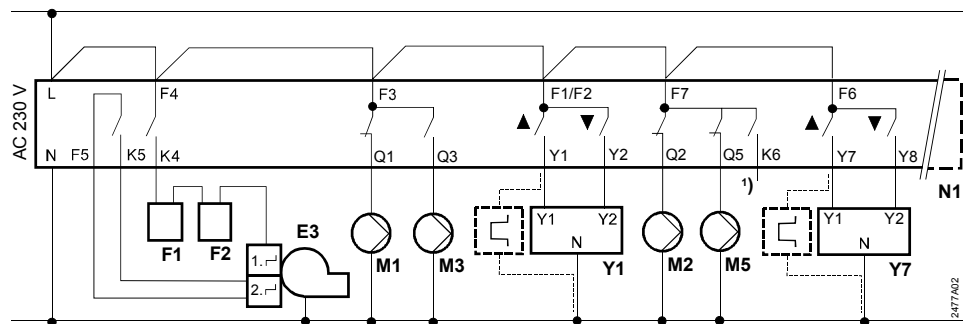 AC 230 V
L F4 F3 F1/F2 F7 F6
N F5 K5 K4 Q1 Q3 Y1 Y2 Q2 Q5 K6 Y7 Y8
1)
N1
Y1 Y2 Y1 Y2
N N
F1 F2 E3 M1 M3 Y1 M2 M5 Y7
1.
2.
2477A02